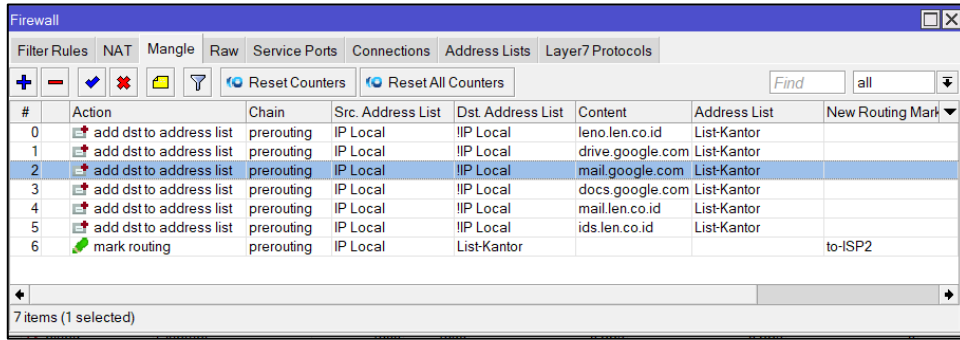 Firewall
Filter Rules NAT Mangle Raw Service Ports Connections Address Lists Layer7 Protocols
Reset Counters Reset All Counters Find all
# Action Chain Src. Address List Dst. Address List Content Address List New Routing Mark
0 add dst to address list prerouting IP Local !IP Local leno.len.co.id List-Kantor
1 add dst to address list prerouting IP Local !IP Local drive.google.com List-Kantor
2 add dst to address list prerouting IP Local !IP Local mail.google.com List-Kantor
3 add dst to address list prerouting IP Local !IP Local docs.google.com List-Kantor
4 add dst to address list prerouting IP Local !IP Local mail.len.co.id List-Kantor
5 add dst to address list prerouting IP Local !IP Local ids.len.co.id List-Kantor
6 mark routing prerouting IP Local List-Kantor to-ISP2
7 items (1 selected)